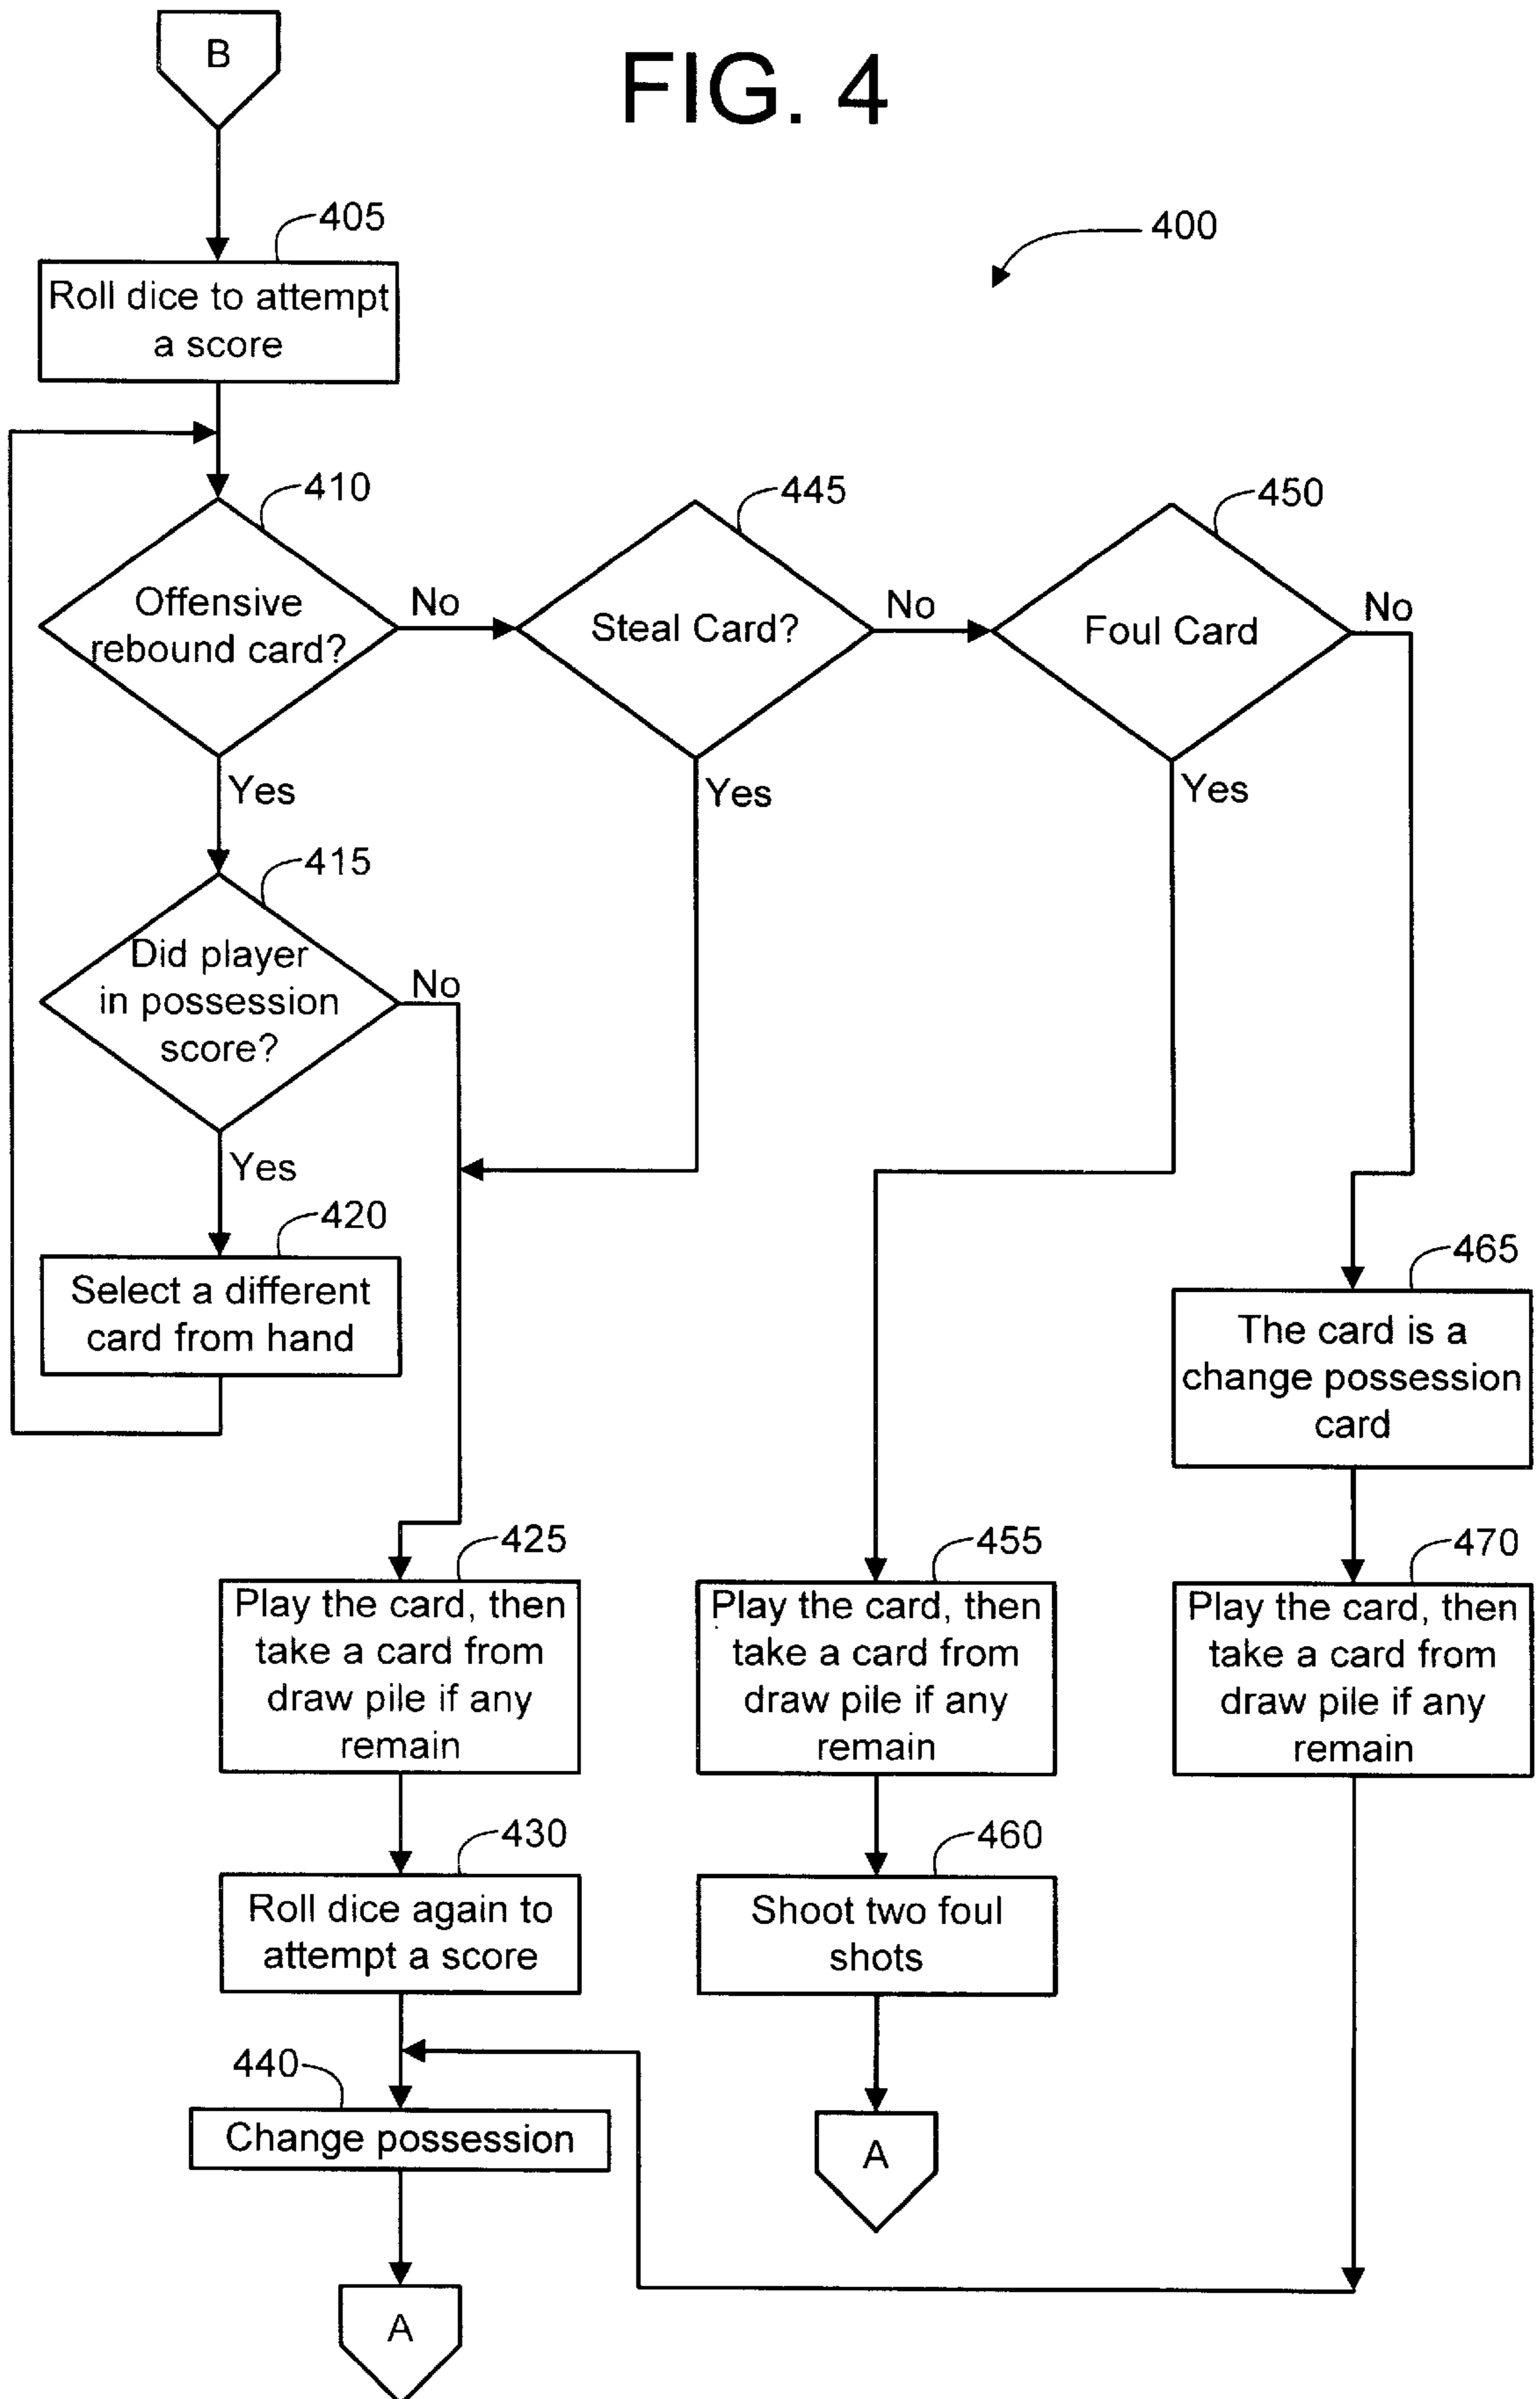 B
FIG. 4
405
400
Roll dice to attempt
a score
410
445
450
Offensive
rebound card?
No
Steal Card?
No
Foul Card
No
Yes
Yes
Yes
415
Did player
in possession
score?
No
Yes
420
Select a different
card from hand
465
The card is a
change possession
card
425
Play the card, then
take a card from
draw pile if any
remain
455
Play the card, then
take a card from
draw pile if any
remain
470
Play the card, then
take a card from
draw pile if any
remain
430
Roll dice again to
attempt a score
460
Shoot two foul
shots
440
Change possession
A
A